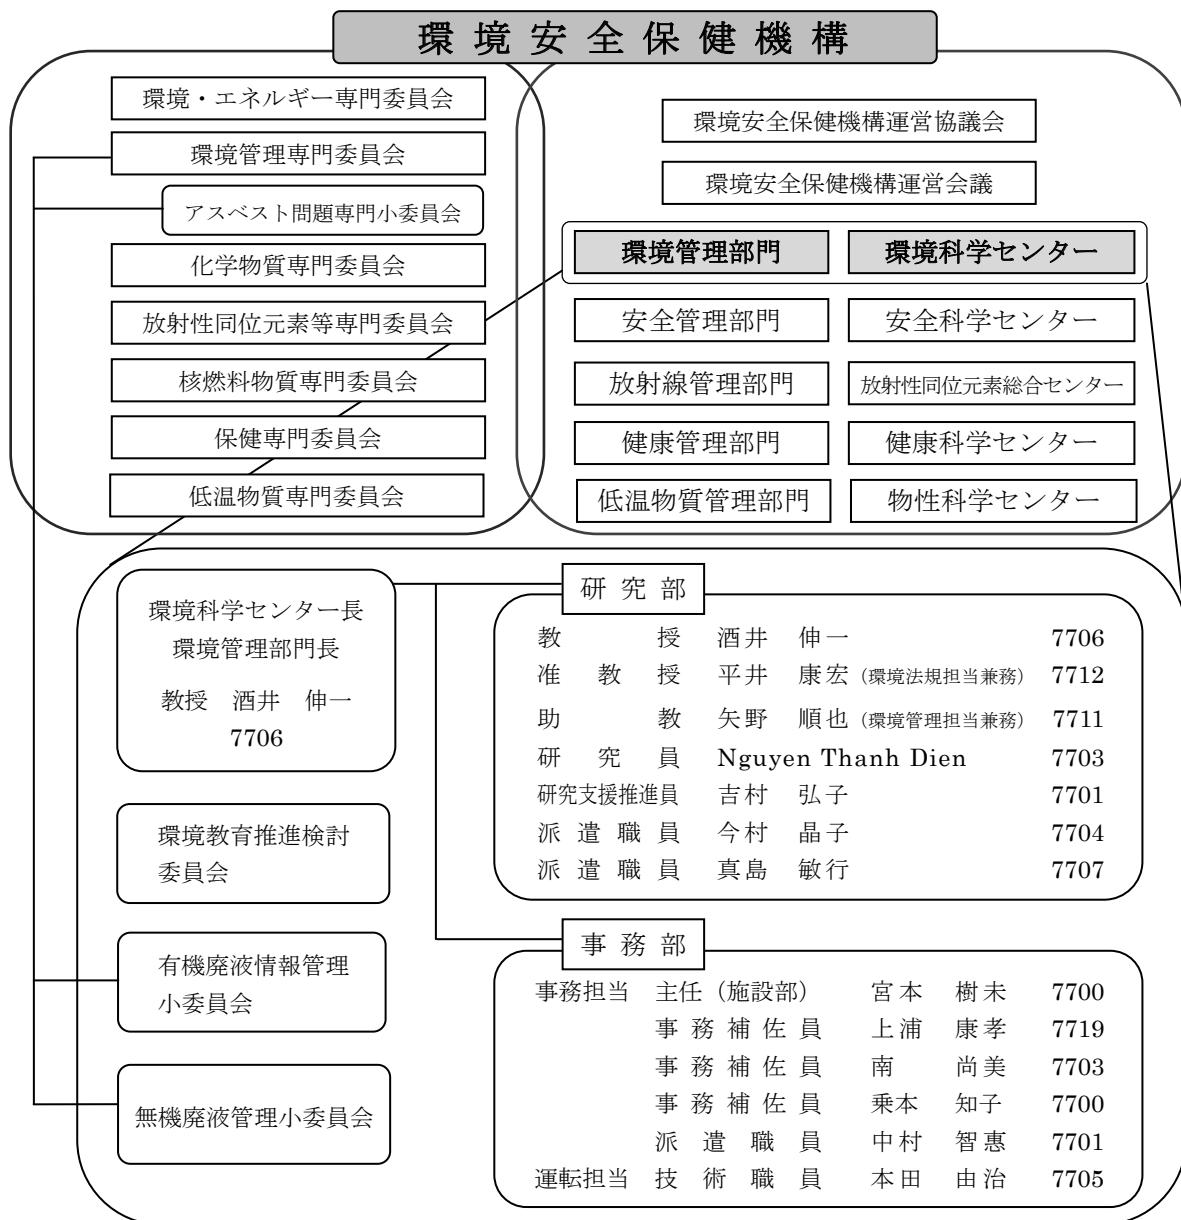 環境安全保健機構
環境・エネルギー専門委員会
環境管理専門委員会
アスベスト問題専門小委員会
化学物質専門委員会
放射性同位元素等専門委員会
核燃料物質専門委員会
保健専門委員会
低温物質専門委員会
環境安全保健機構運営協議会
環境安全保健機構運営会議
環境管理部門 環境科学センター
安全管理部門 安全科学センター
放射線管理部門 放射性同位元素総合センター
健康管理部門 健康科学センター
低温物質管理部門 物性科学センター
環境科学センター長
環境管理部門長
教授 酒井 伸一
7706
環境教育推進検討
委員会
有機廃液情報管理
小委員会
無機廃液管理小委員会
研究部
教授 酒井 伸一 7706
准教授 平井 康宏(環境法規担当兼務) 7712
助教 矢野 順也(環境管理担当兼務) 7711
研究員 Nguyen Thanh Dien 7703
研究支援推進員 吉村 弘子 7701
派遣職員 今村 晶子 7704
派遣職員 真島 敏行 7707
事務部
事務担当 主任(施設部) 宮本 樹未 7700
事務補佐員 上浦 康孝 7719
事務補佐員 南 尚美 7703
事務補佐員 乗本 知子 7700
派遣職員 中村 智惠 7701
運転担当 技術職員 本田 由治 7705